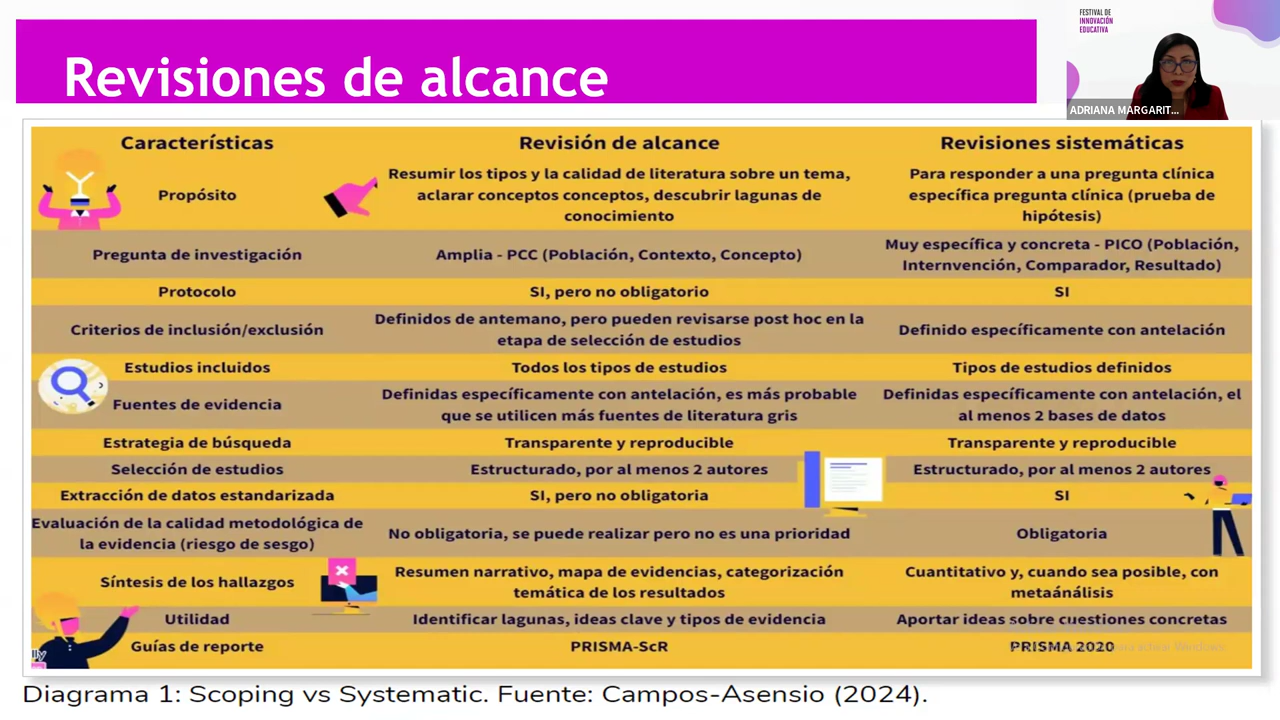 Revisiones de alcance
FESTIVAL DE
INNOVACIÓN
EDUCATIVA
ADRIANA MARGARIT...
Características
Revisión de alcance
Revisiones sistemáticas
Propósito
Resumir los tipos y la calidad de literatura sobre un tema,
aclarar conceptos conceptos, descubrir lagunas de
conocimiento
Para responder a una pregunta clínica
específica pregunta clínica (prueba de
hipótesis)
Pregunta de investigación
Amplia - PCC (Población, Contexto, Concepto)
Muy específica y concreta - PICO (Población,
Internvención, Comparador, Resultado)
Protocolo
SI, pero no obligatorio
SI
Criterios de inclusión/exclusión
Definidos de antemano, pero pueden revisarse post hoc en la
etapa de selección de estudios
Definido específicamente con antelación
Estudios incluidos
Todos los tipos de estudios
Tipos de estudios definidos
Fuentes de evidencia
Definidas específicamente con antelación, es más probable
que se utilicen más fuentes de literatura gris
Definidas específicamente con antelación, el
al menos 2 bases de datos
Estrategia de búsqueda
Transparente y reproducible
Transparente y reproducible
Selección de estudios
Estructurado, por al menos 2 autores
Estructurado, por al menos 2 autores
Extracción de datos estandarizada
SI, pero no obligatoria
SI
Evaluación de la calidad metodológica de
la evidencia (riesgo de sesgo)
No obligatoria, se puede realizar pero no es una prioridad
Obligatoria
Síntesis de los hallazgos
Resumen narrativo, mapa de evidencias, categorización
temática de los resultados
Cuantitativo y, cuando sea posible, con
metaánálisis
Utilidad
Identificar lagunas, ideas clave y tipos de evidencia
Aportar ideas sobre cuestiones concretas
Guías de reporte
PRISMA-ScR
PRISMA 2020
Diagrama 1: Scoping vs Systematic. Fuente: Campos-Asensio (2024).